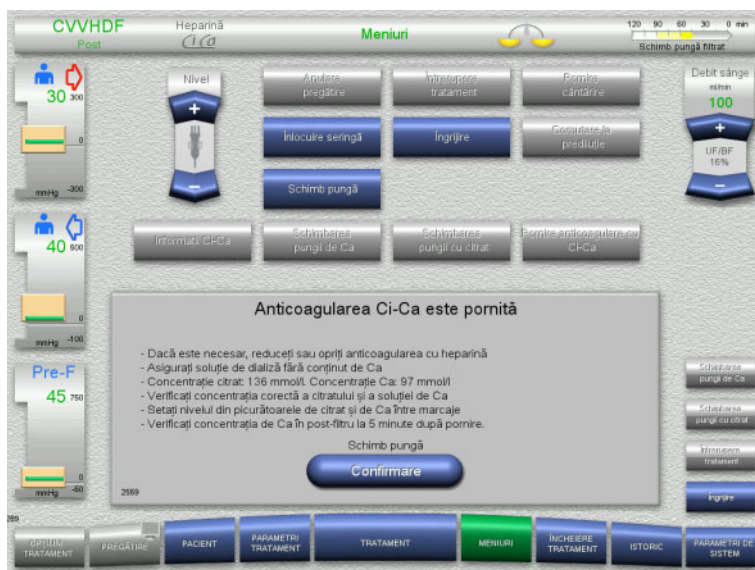 CVVHDF
Post
Heparină
Ci Ca
Meniuri
120 90 60 30 0 min
Schimb pungă filtrat
30 300
0
mmHg -300
40 500
0
mmHg -100
Pre-F
45 750
0
mmHg -50
Nivel
+
−
Anulare pregătire
Întrerupere tratament
Pornire cântărire
Înlocuire seringă
Îngrijire
Comutare la prediluție
Schimb pungă
Informații Ci-Ca
Schimbarea pungii de Ca
Schimbarea pungii cu citrat
Pornire anticoagulare cu Ci-Ca
Debit sânge
ml/min
100
+
UF/BF
16%
−
Anticoagularea Ci-Ca este pornită
- Dacă este necesar, reduceți sau opriți anticoagularea cu heparină
- Asigurați soluție de dializă fără conținut de Ca
- Concentrație citrat: 136 mmol/l. Concentrație Ca: 97 mmol/l
- Verificați concentrația corectă a citratului și a soluției de Ca
- Setați nivelul din picurătoarele de citrat și de Ca între marcaje
- Verificați concentrația de Ca în post-filtru la 5 minute după pornire.
Schimb pungă
Confirmare
2559
Schimbarea
pungii de Ca
Schimbarea
pungii cu citrat
Întrerupere
tratament
Îngrijire
289
OPȚIUNI
TRATAMENT
PREGĂTIRE
PACIENT
PARAMETRI
TRATAMENT
TRATAMENT
MENIURI
ÎNCHEIERE
TRATAMENT
ISTORIC
PARAMETRI DE
SISTEM